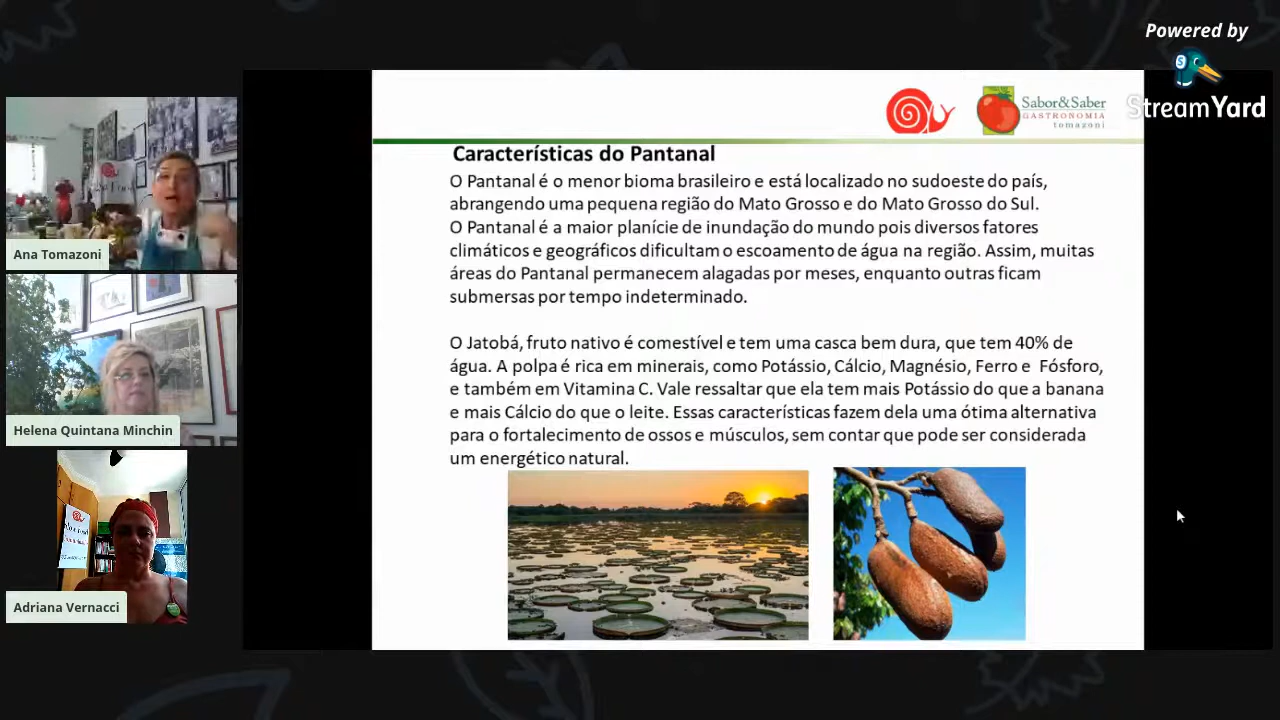 Powered by
StreamYard
Sabor&Saber
GASTRONOMIA
tomazoni
Características do Pantanal
O Pantanal é o menor bioma brasileiro e está localizado no sudoeste do país,
abrangendo uma pequena região do Mato Grosso e do Mato Grosso do Sul.
O Pantanal é a maior planície de inundação do mundo pois diversos fatores
climáticos e geográficos dificultam o escoamento de água na região. Assim, muitas
áreas do Pantanal permanecem alagadas por meses, enquanto outras ficam
submersas por tempo indeterminado.
O Jatobá, fruto nativo é comestível e tem uma casca bem dura, que tem 40% de
água. A polpa é rica em minerais, como Potássio, Cálcio, Magnésio, Ferro e Fósforo,
e também em Vitamina C. Vale ressaltar que ela tem mais Potássio do que a banana
e mais Cálcio do que o leite. Essas características fazem dela uma ótima alternativa
para o fortalecimento de ossos e músculos, sem contar que pode ser considerada
um energético natural.
Ana Tomazoni
Helena Quintana Minchin
Adriana Vernacci